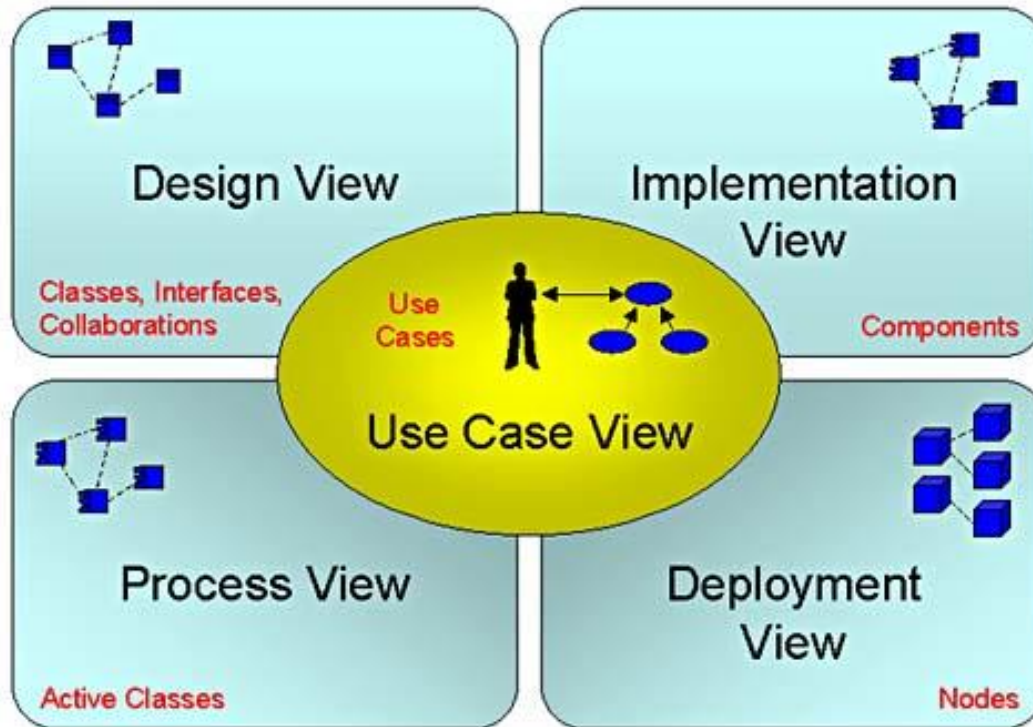 Design View
Classes, Interfaces,
Collaborations
Implementation
View
Components
Use
Cases
Use Case View
Process View
Active Classes
Deployment
View
Nodes